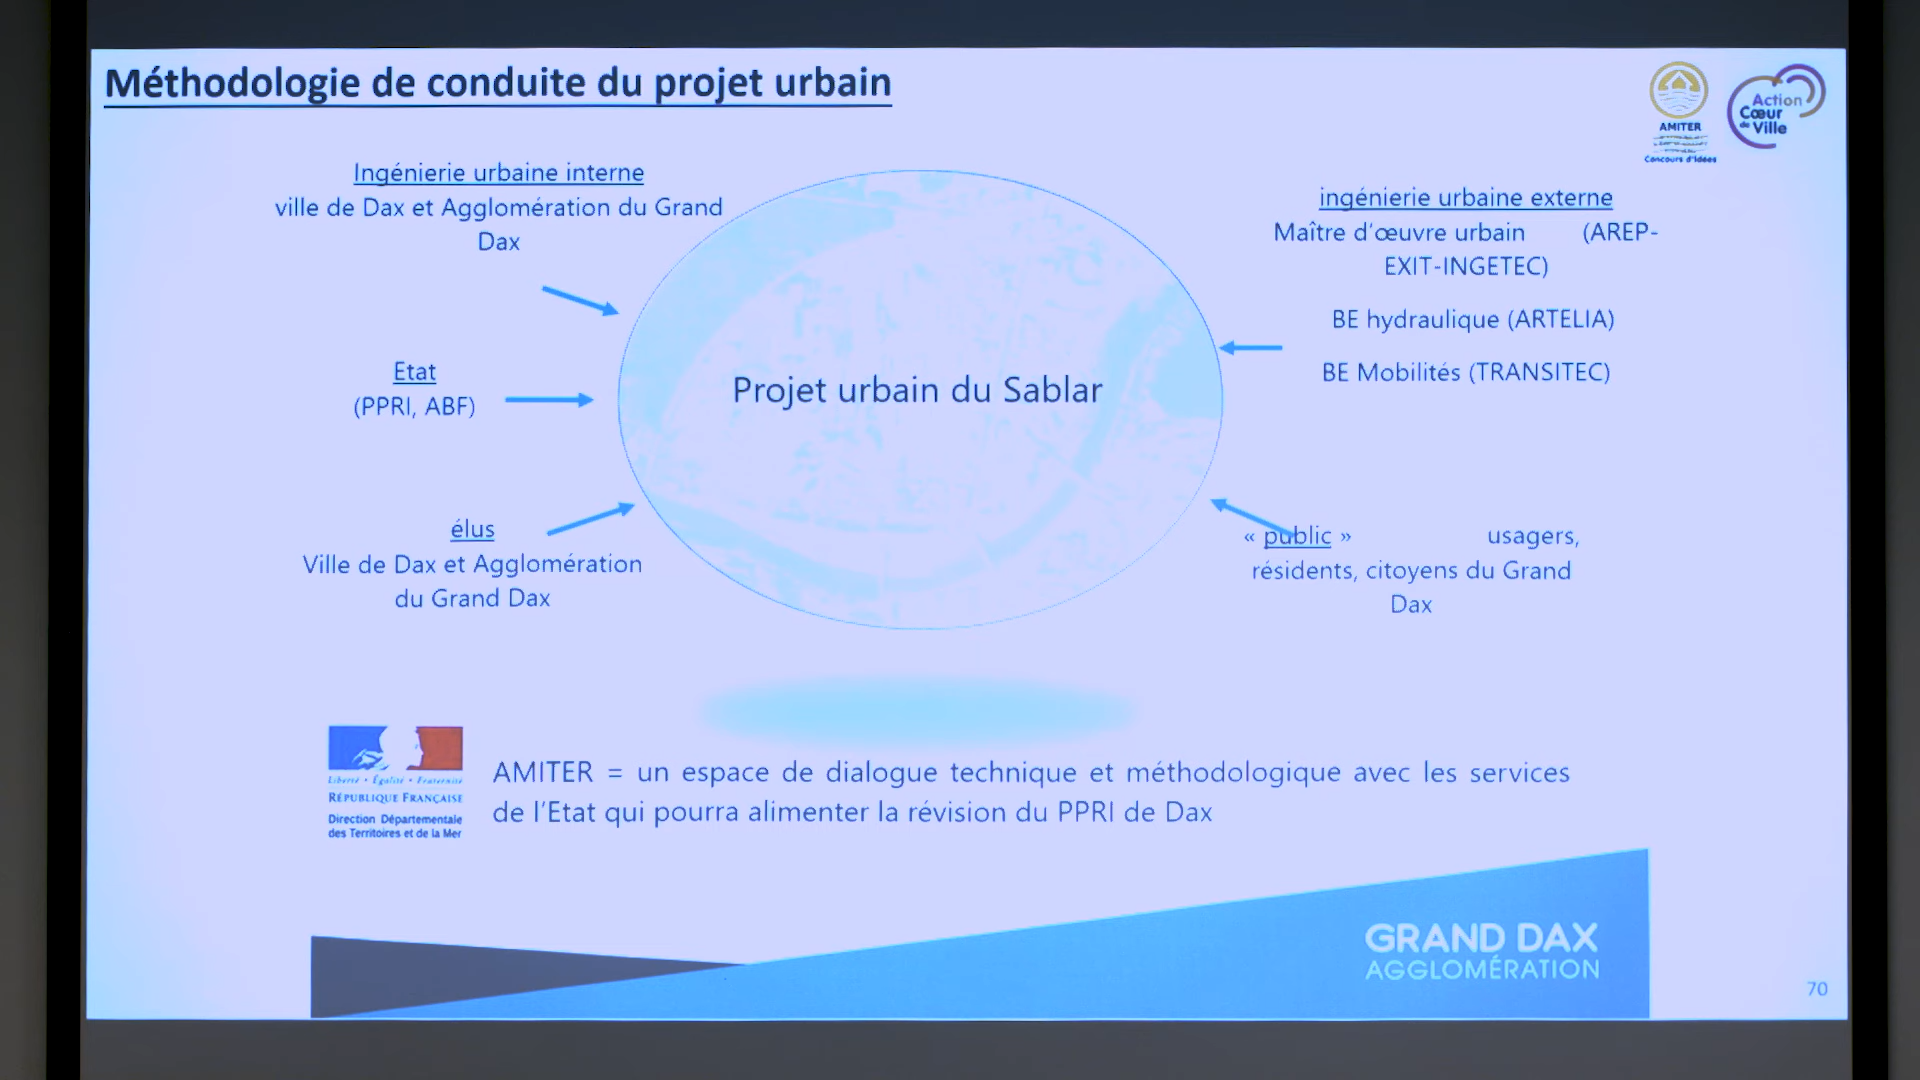 Méthodologie de conduite du projet urbain
AMITER
Concours d'Idées
Action
Cœur
de Ville
Ingénierie urbaine interne
ville de Dax et Agglomération du Grand
Dax
ingénierie urbaine externe
Maître d'œuvre urbain (AREP-
EXIT-INGETEC)
BE hydraulique (ARTELIA)
BE Mobilités (TRANSITEC)
Etat
(PPRI, ABF)
Projet urbain du Sablar
élus
Ville de Dax et Agglomération
du Grand Dax
« public » usagers,
résidents, citoyens du Grand
Dax
Liberté • Égalité • Fraternité
RÉPUBLIQUE FRANÇAISE
Direction Départementale
des Territoires et de la Mer
AMITER = un espace de dialogue technique et méthodologique avec les services
de l'Etat qui pourra alimenter la révision du PPRI de Dax
GRAND DAX
AGGLOMÉRATION
70